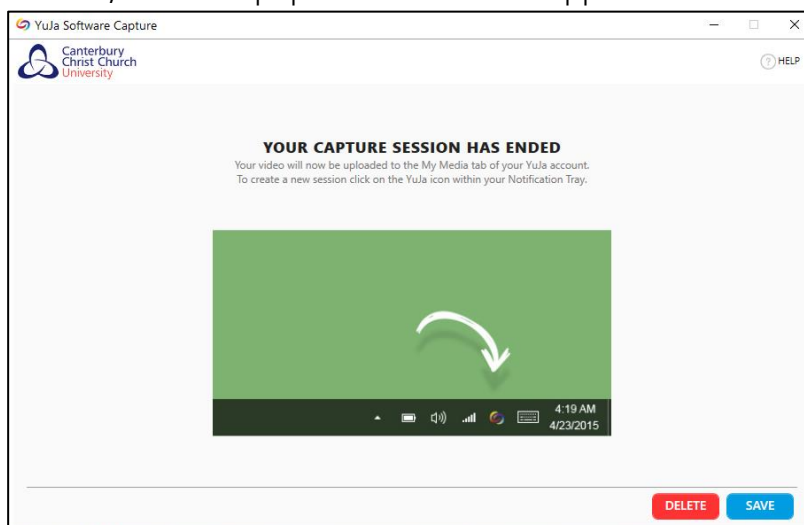 YuJa Software Capture
Canterbury
Christ Church
University
? HELP
YOUR CAPTURE SESSION HAS ENDED
Your video will now be uploaded to the My Media tab of your YuJa account.
To create a new session click on the YuJa icon within your Notification Tray.
4:19 AM
4/23/2015
DELETE SAVE